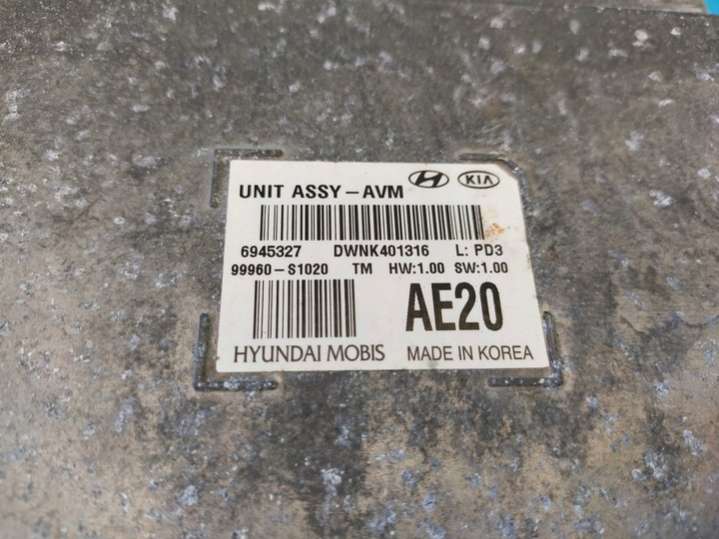 UNIT ASSY-AVM KIA
6945327 DWNK401316 L: PD3
99960-S1020 TM HW:1.00 SW:1.00
AE20
HYUNDAI MOBIS MADE IN KOREA